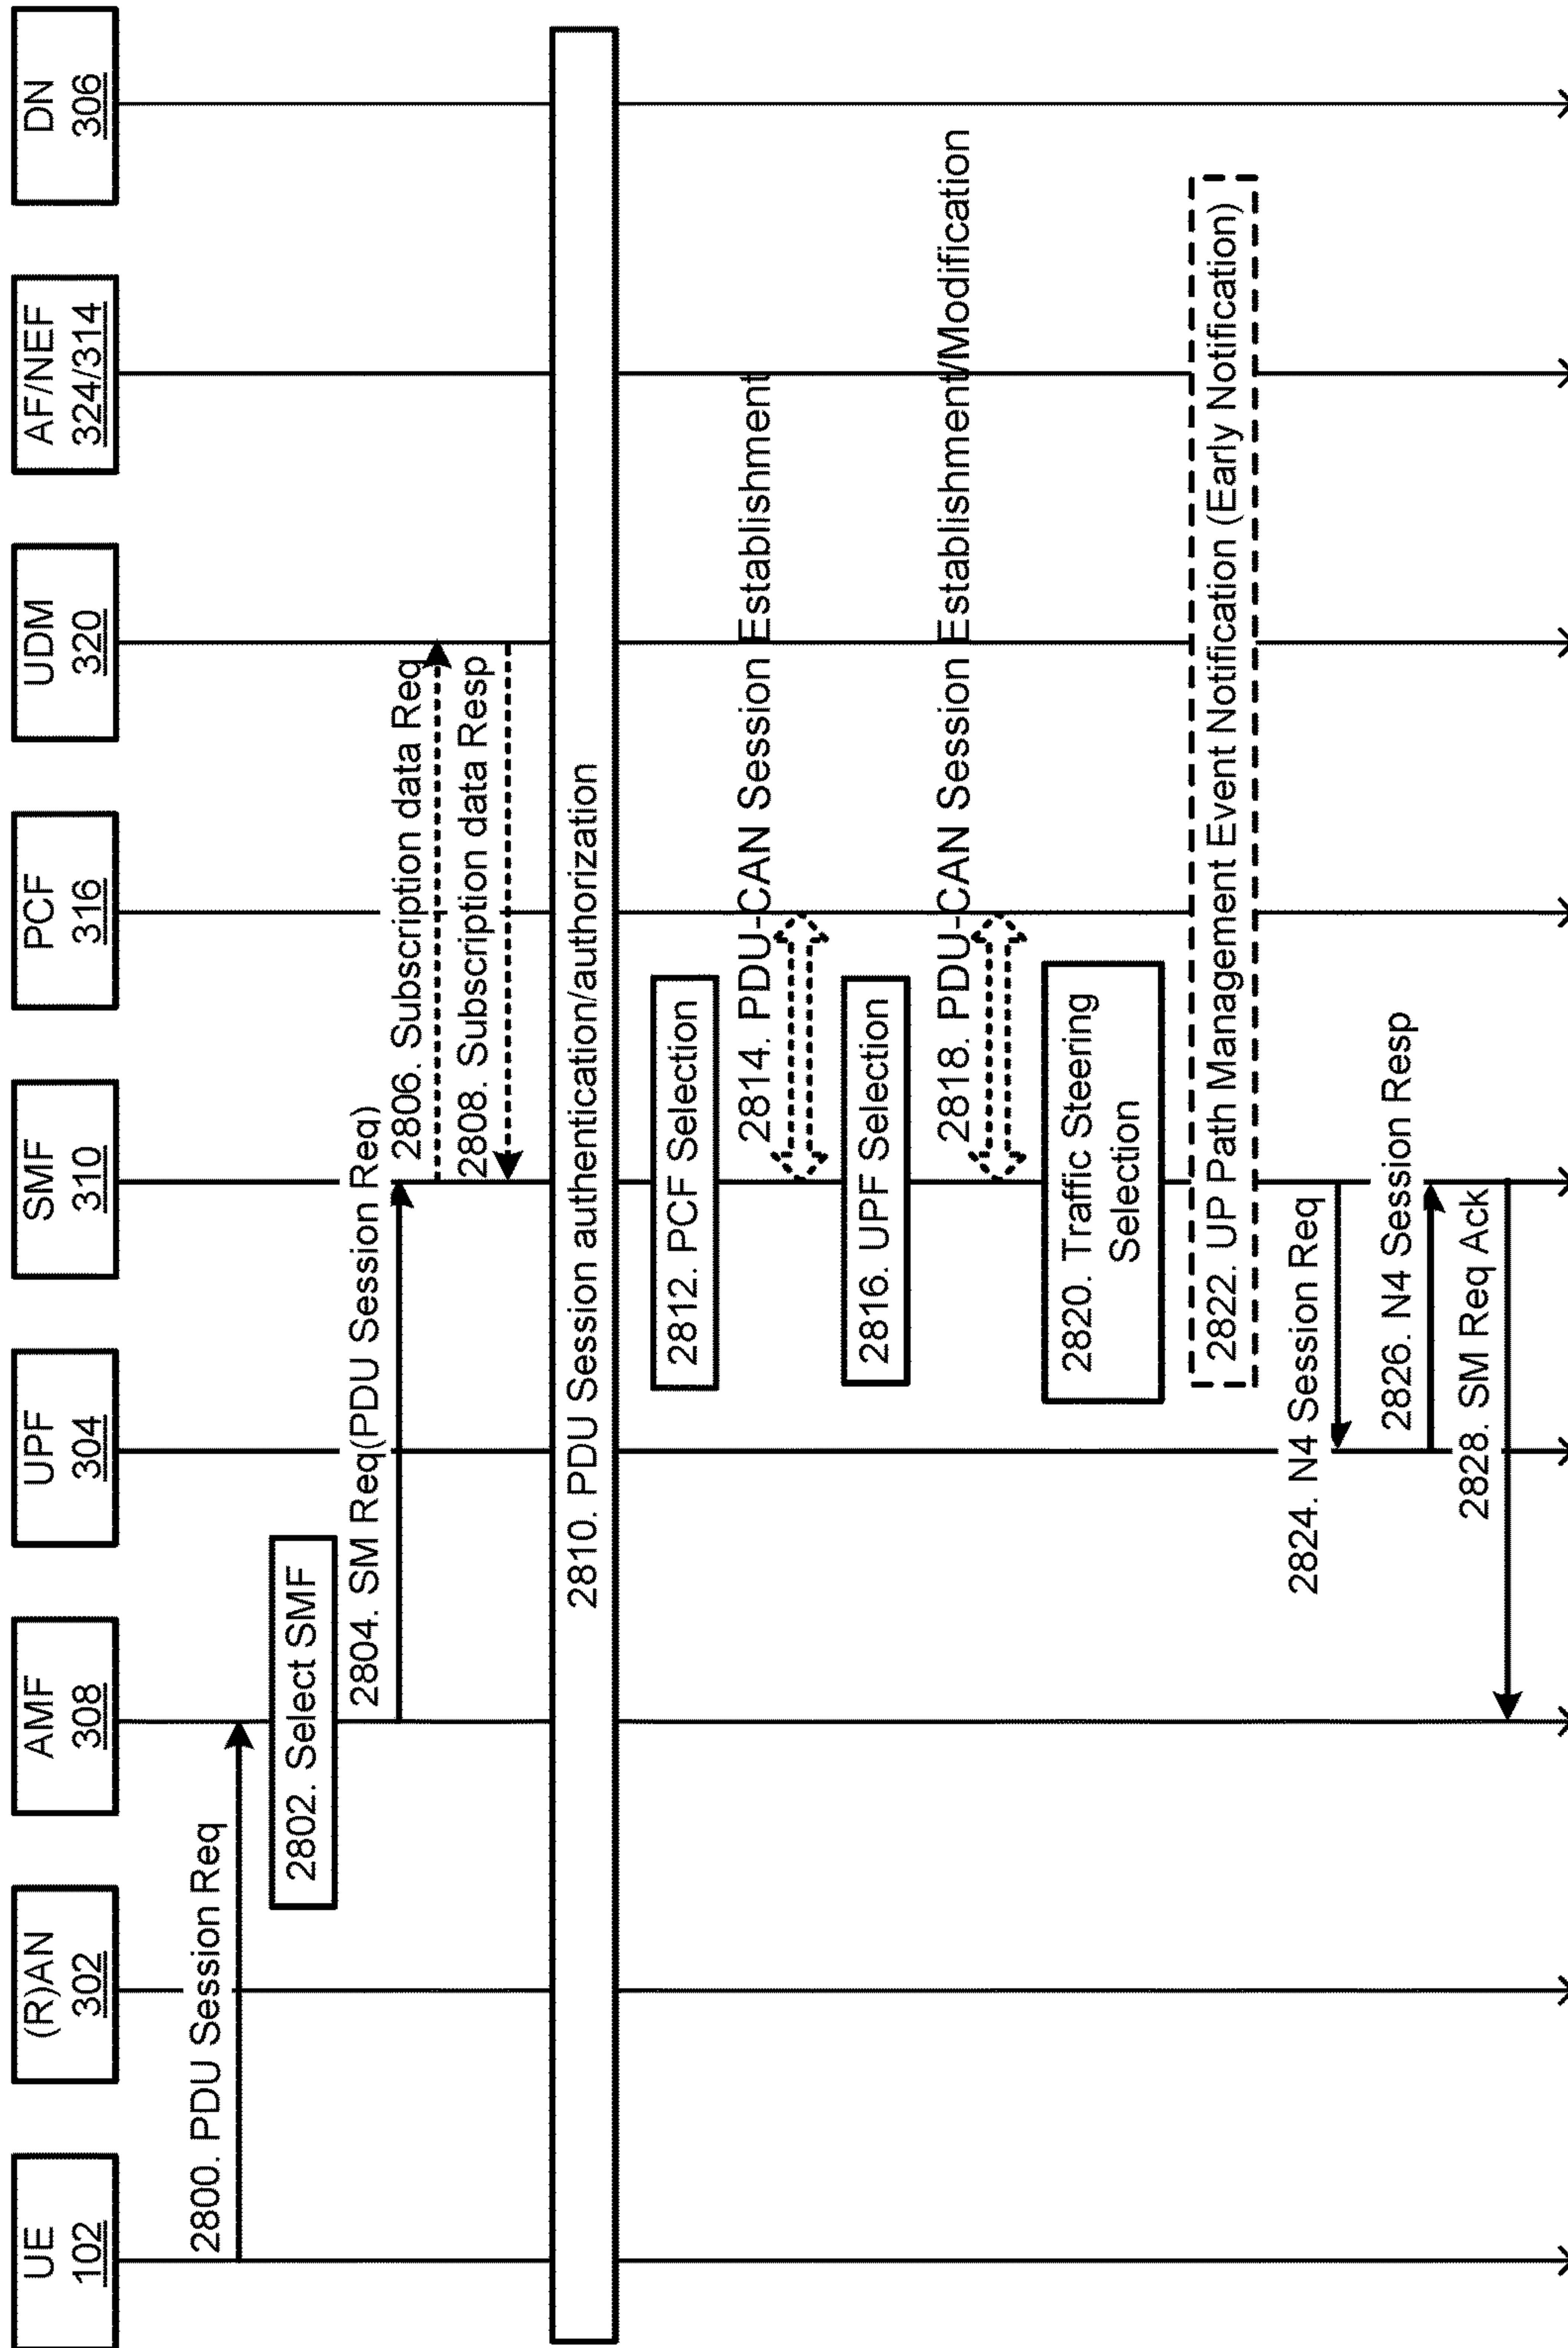 UE
102
(R)AN
302
AMF
308
UPF
304
SMF
310
PCF
316
UDM
320
AF/NEF
324/314
DN
306
2800. PDU Session Req
2802. Select SMF
2804. SM Req(PDU Session Req)
2806. Subscription data Req
2808. Subscription data Resp
2810. PDU Session authentication/authorization
2812. PCF Selection
2814. PDU-CAN Session Establishment
2816. UPF Selection
2818. PDU-CAN Session Establishment/Modification
2820. Traffic Steering
Selection
2822. UP Path Management Event Notification (Early Notification)
2824. N4 Session Req
2826. N4 Session Resp
2828. SM Req Ack